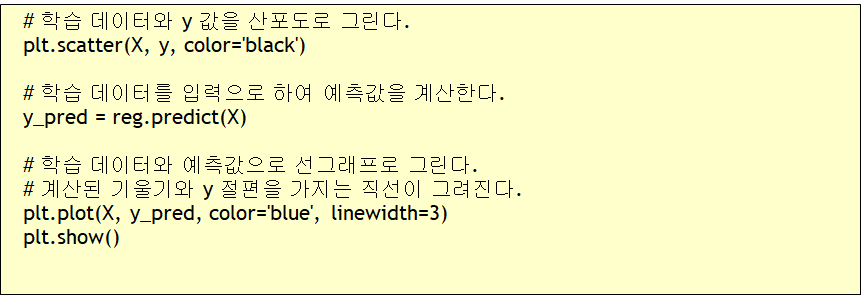 # 학습 데이터와 y 값을 산포도로 그린다.
plt.scatter(X, y, color='black')
# 학습 데이터를 입력으로 하여 예측값을 계산한다.
y_pred = reg.predict(X)
# 학습 데이터와 예측값으로 선그래프로 그린다.
# 계산된 기울기와 y 절편을 가지는 직선이 그려진다.
plt.plot(X, y_pred, color='blue', linewidth=3)
plt.show()